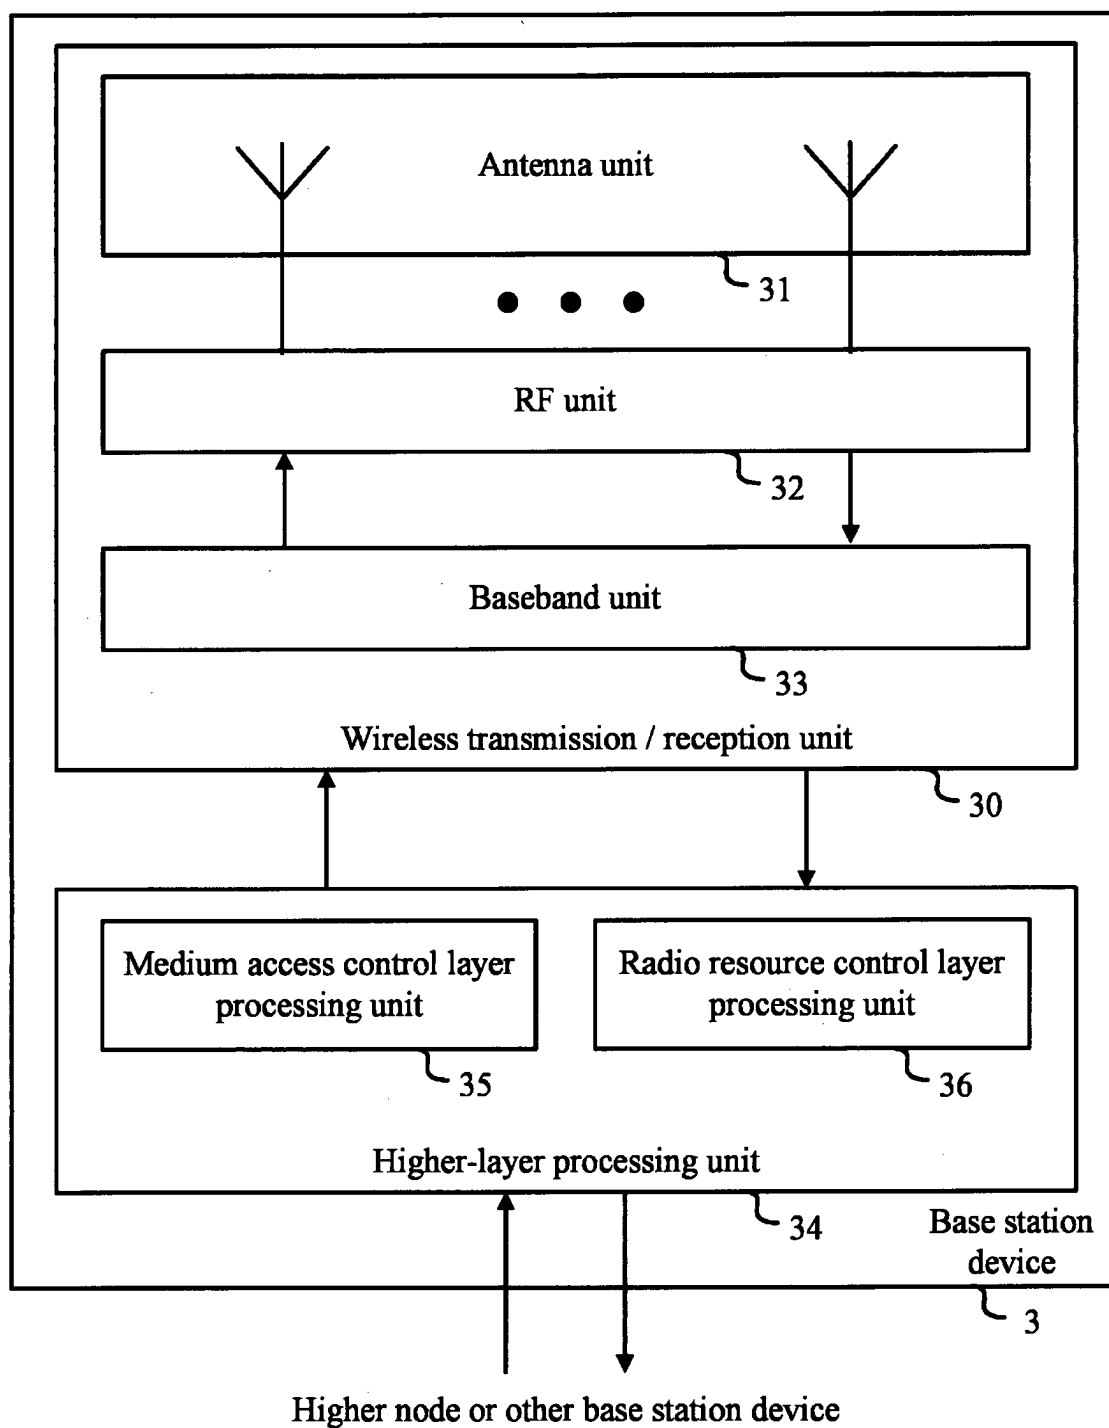 Antenna unit
31
RF unit
32
Baseband unit
33
Wireless transmission / reception unit
30
Medium access control layer
processing unit
35
Radio resource control layer
processing unit
36
Higher-layer processing unit
34
Base station
device
3
Higher node or other base station device